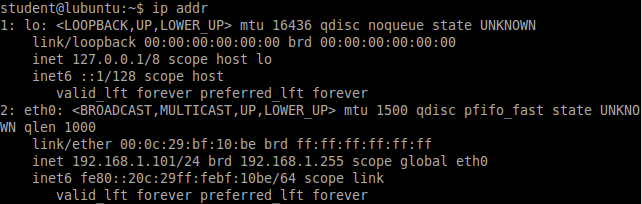 student@lubuntu:~$ ip addr
1: lo: <LOOPBACK,UP,LOWER_UP> mtu 16436 qdisc noqueue state UNKNOWN
    link/loopback 00:00:00:00:00:00 brd 00:00:00:00:00:00
    inet 127.0.0.1/8 scope host lo
    inet6 ::1/128 scope host
       valid_lft forever preferred_lft forever
2: eth0: <BROADCAST,MULTICAST,UP,LOWER_UP> mtu 1500 qdisc pfifo_fast state UNKNO
WN qlen 1000
    link/ether 00:0c:29:bf:10:be brd ff:ff:ff:ff:ff:ff
    inet 192.168.1.101/24 brd 192.168.1.255 scope global eth0
    inet6 fe80::20c:29ff:febf:10be/64 scope link
       valid_lft forever preferred_lft forever